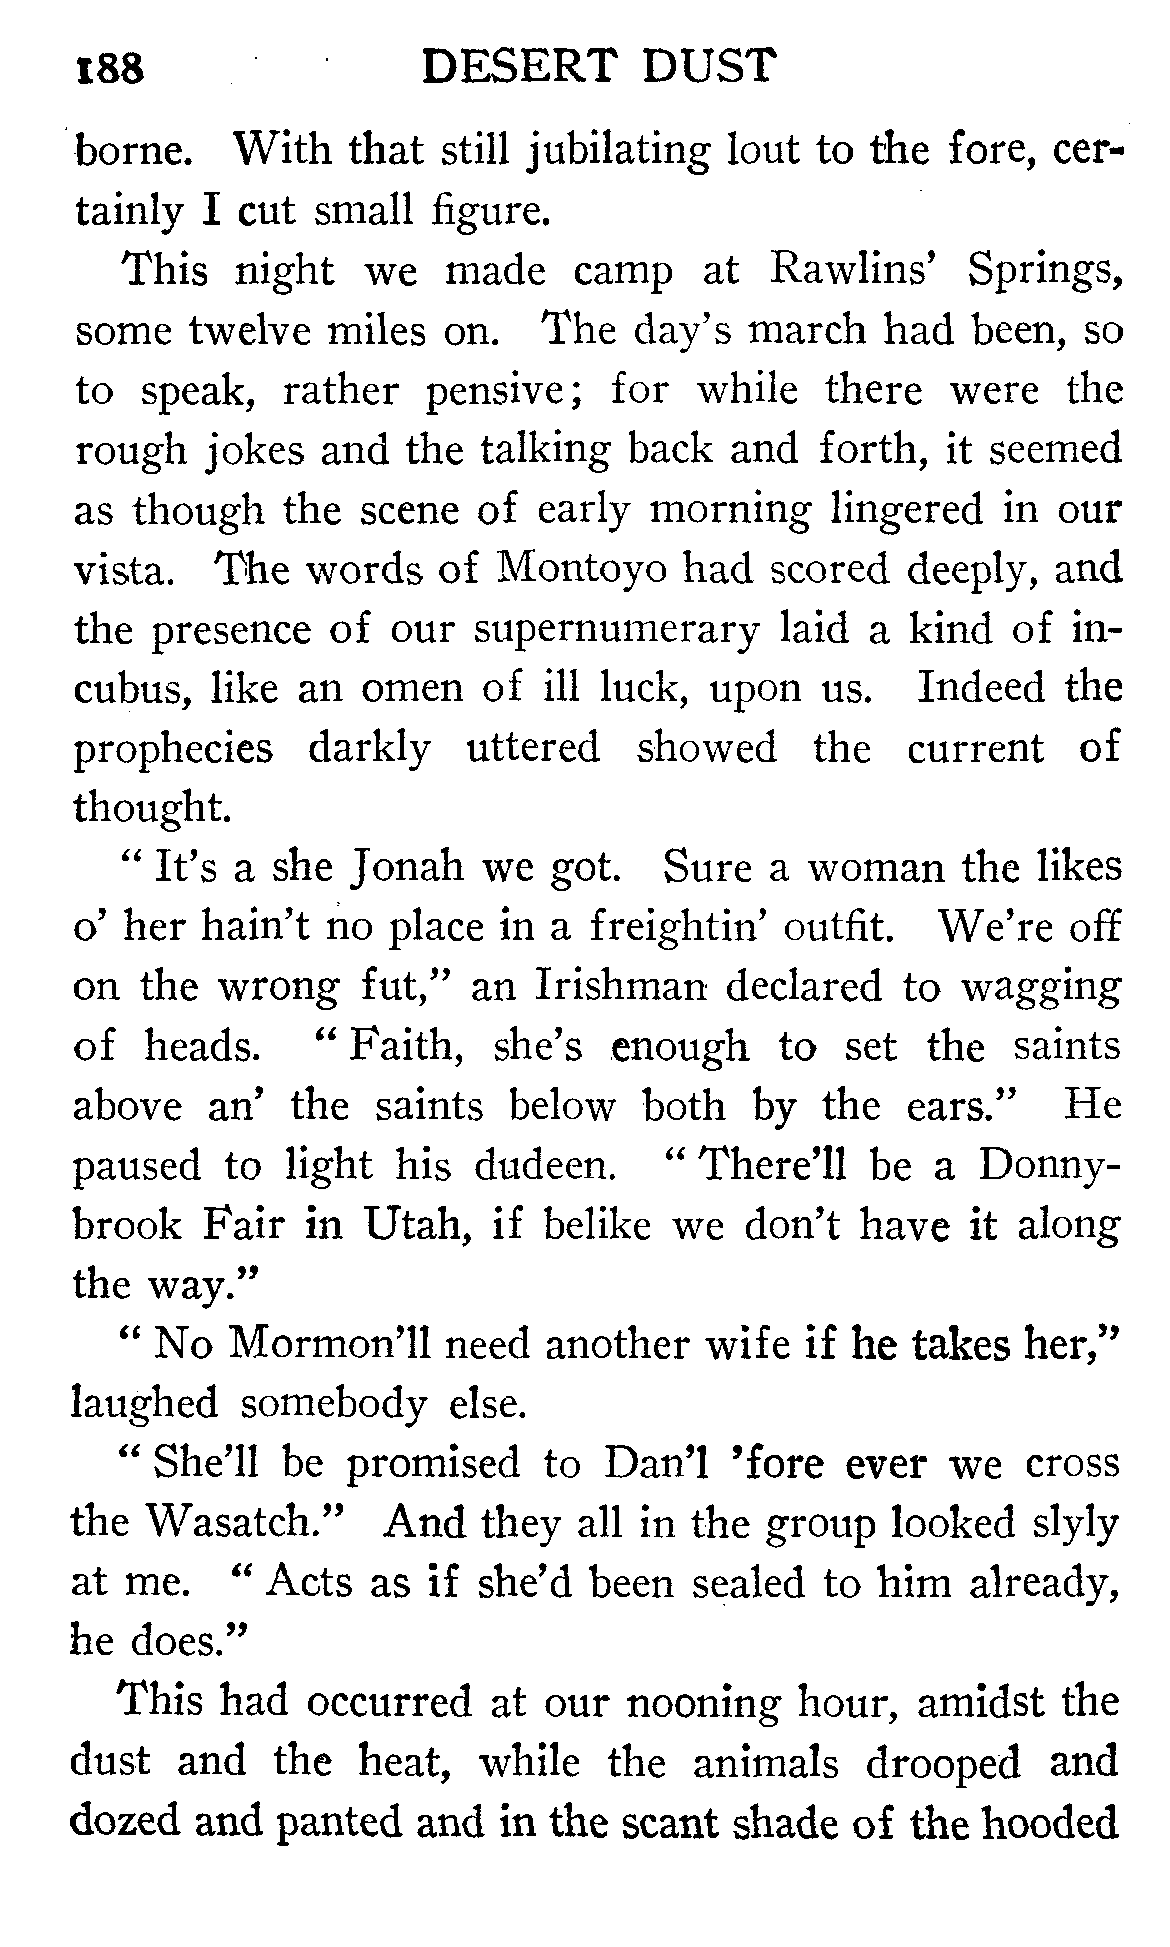 188 DESERT DUST
borne. With that still jubilating lout to the fore, cer-
tainly I cut small figure.
This night we made camp at Rawlins' Springs,
some twelve miles on. The day's march had been, so
to speak, rather pensive; for while there were the
rough jokes and the talking back and forth, it seemed
as though the scene of early morning lingered in our
vista. The words of Montoyo had scored deeply, and
the presence of our supernumerary laid a kind of in-
cubus, like an omen of ill luck, upon us. Indeed the
prophecies darkly uttered showed the current of
thought.
“ It's a she Jonah we got. Sure a woman the likes
o' her hain't no place in a freightin' outfit. We're off
on the wrong fut,” an Irishman declared to wagging
of heads. “ Faith, she's enough to set the saints
above an' the saints below both by the ears.” He
paused to light his dudeen. “ There'll be a Donny-
brook Fair in Utah, if belike we don't have it along
the way.”
“ No Mormon'll need another wife if he takes her,”
laughed somebody else.
“ She'll be promised to Dan'l 'fore ever we cross
the Wasatch.” And they all in the group looked slyly
at me. “ Acts as if she'd been sealed to him already,
he does.”
This had occurred at our nooning hour, amidst the
dust and the heat, while the animals drooped and
dozed and panted and in the scant shade of the hooded